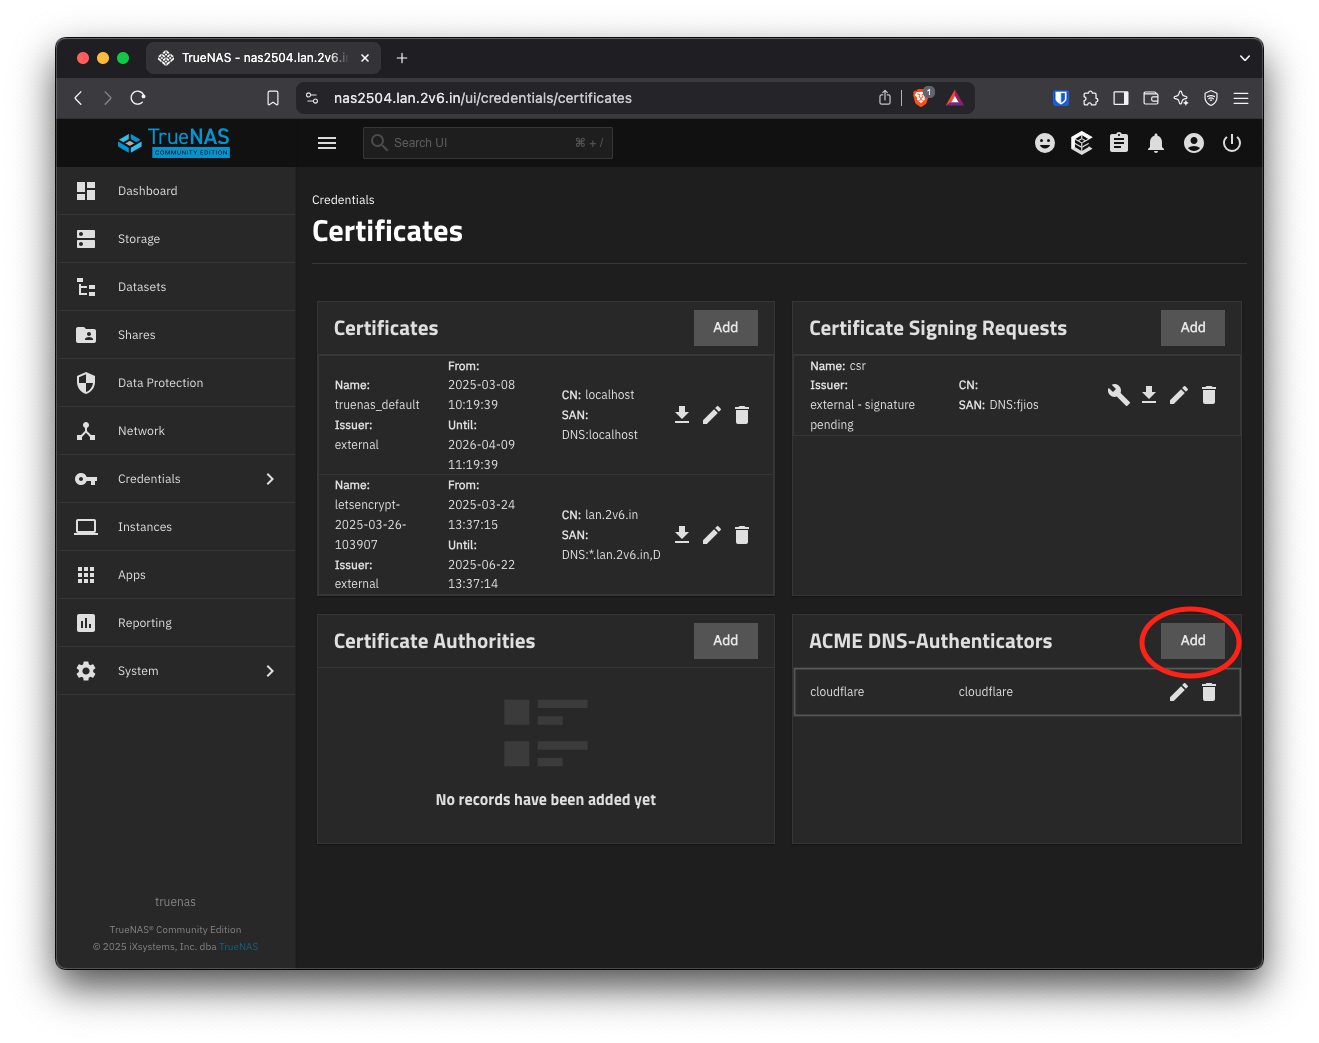 TrueNAS - nas2504.lan.2v6.i
nas2504.lan.2v6.in/ui/credentials/certificates
1
TrueNAS
COMMUNITY EDITION
Search UI
⌘ + /
Dashboard
Storage
Datasets
Shares
Data Protection
Network
Credentials
Instances
Apps
Reporting
System
truenas
TrueNAS® Community Edition
© 2025 iXsystems, Inc. dba TrueNAS
Credentials
Certificates
Certificates
Add
Name:
truenas_default
Issuer:
external
From:
2025-03-08
10:19:39
Until:
2026-04-09
11:19:39
CN: localhost
SAN:
DNS:localhost
Name:
letsencrypt-
2025-03-26-
103907
Issuer:
external
From:
2025-03-24
13:37:15
Until:
2025-06-22
13:37:14
CN: lan.2v6.in
SAN:
DNS:*.lan.2v6.in,D
Certificate Signing Requests
Add
Name: csr
Issuer:
external - signature
pending
CN:
SAN: DNS:fjios
Certificate Authorities
Add
No records have been added yet
ACME DNS-Authenticators
Add
cloudflare
cloudflare